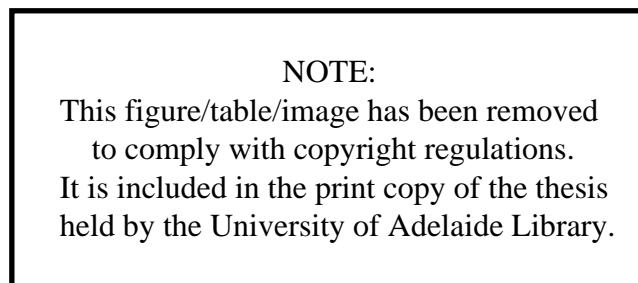 NOTE:
This figure/table/image has been removed
to comply with copyright regulations.
It is included in the print copy of the thesis
held by the University of Adelaide Library.